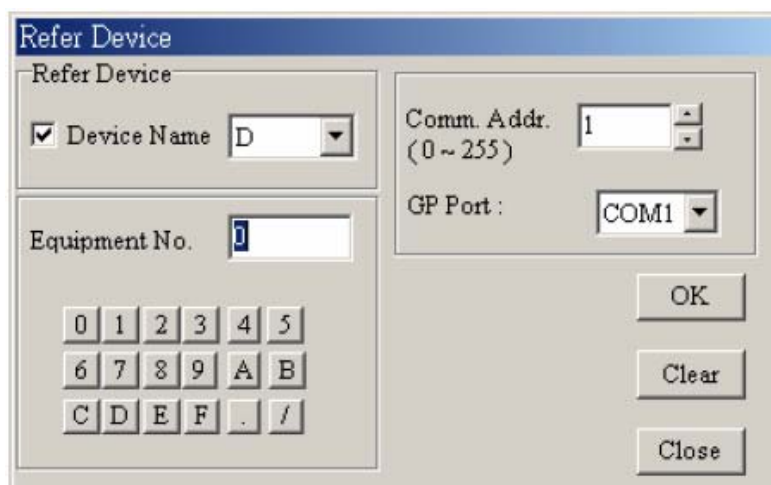 Refer Device
Refer Device
Device Name D
Equipment No. 0
0 1 2 3 4 5
6 7 8 9 A B
C D E F . /
Comm. Addr. 1
( 0 ~ 255 )
GP Port : COM1
OK
Clear
Close